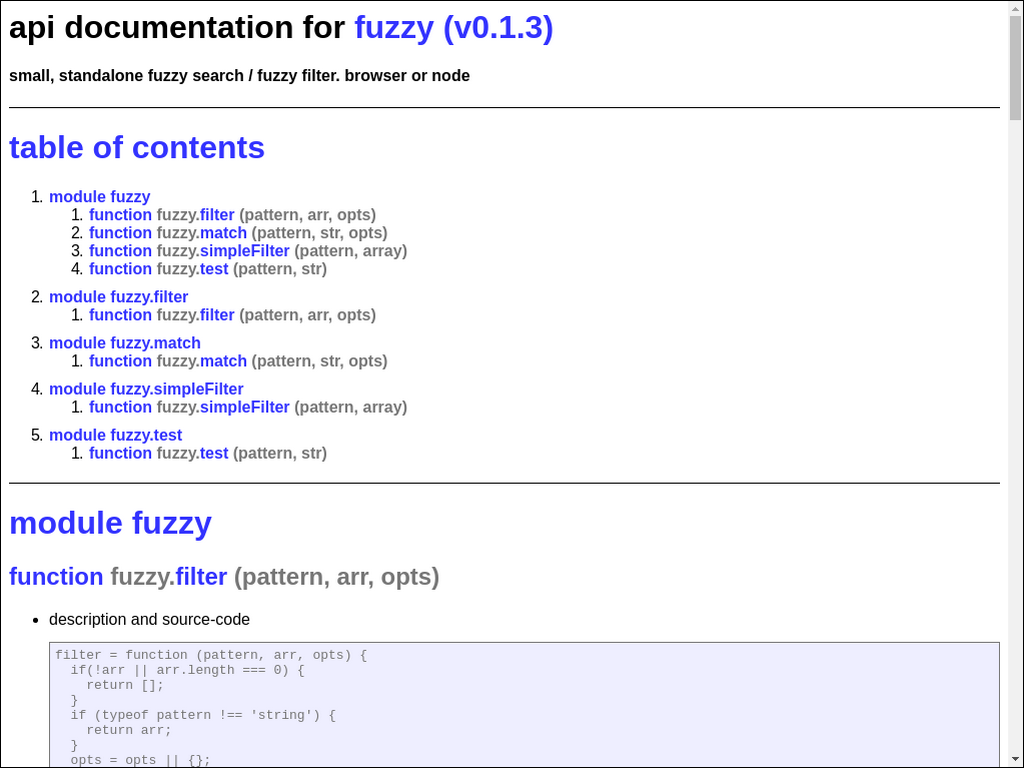 api documentation for fuzzy (v0.1.3)
small, standalone fuzzy search / fuzzy filter. browser or node
table of contents
1. module fuzzy
1. function fuzzy.filter (pattern, arr, opts)
2. function fuzzy.match (pattern, str, opts)
3. function fuzzy.simpleFilter (pattern, array)
4. function fuzzy.test (pattern, str)
2. module fuzzy.filter
1. function fuzzy.filter (pattern, arr, opts)
3. module fuzzy.match
1. function fuzzy.match (pattern, str, opts)
4. module fuzzy.simpleFilter
1. function fuzzy.simpleFilter (pattern, array)
5. module fuzzy.test
1. function fuzzy.test (pattern, str)
module fuzzy
function fuzzy.filter (pattern, arr, opts)
• description and source-code
filter = function (pattern, arr, opts) {
  if(!arr || arr.length === 0) {
    return [];
  }
  if (typeof pattern !== 'string') {
    return arr;
  }
  opts = opts || {};